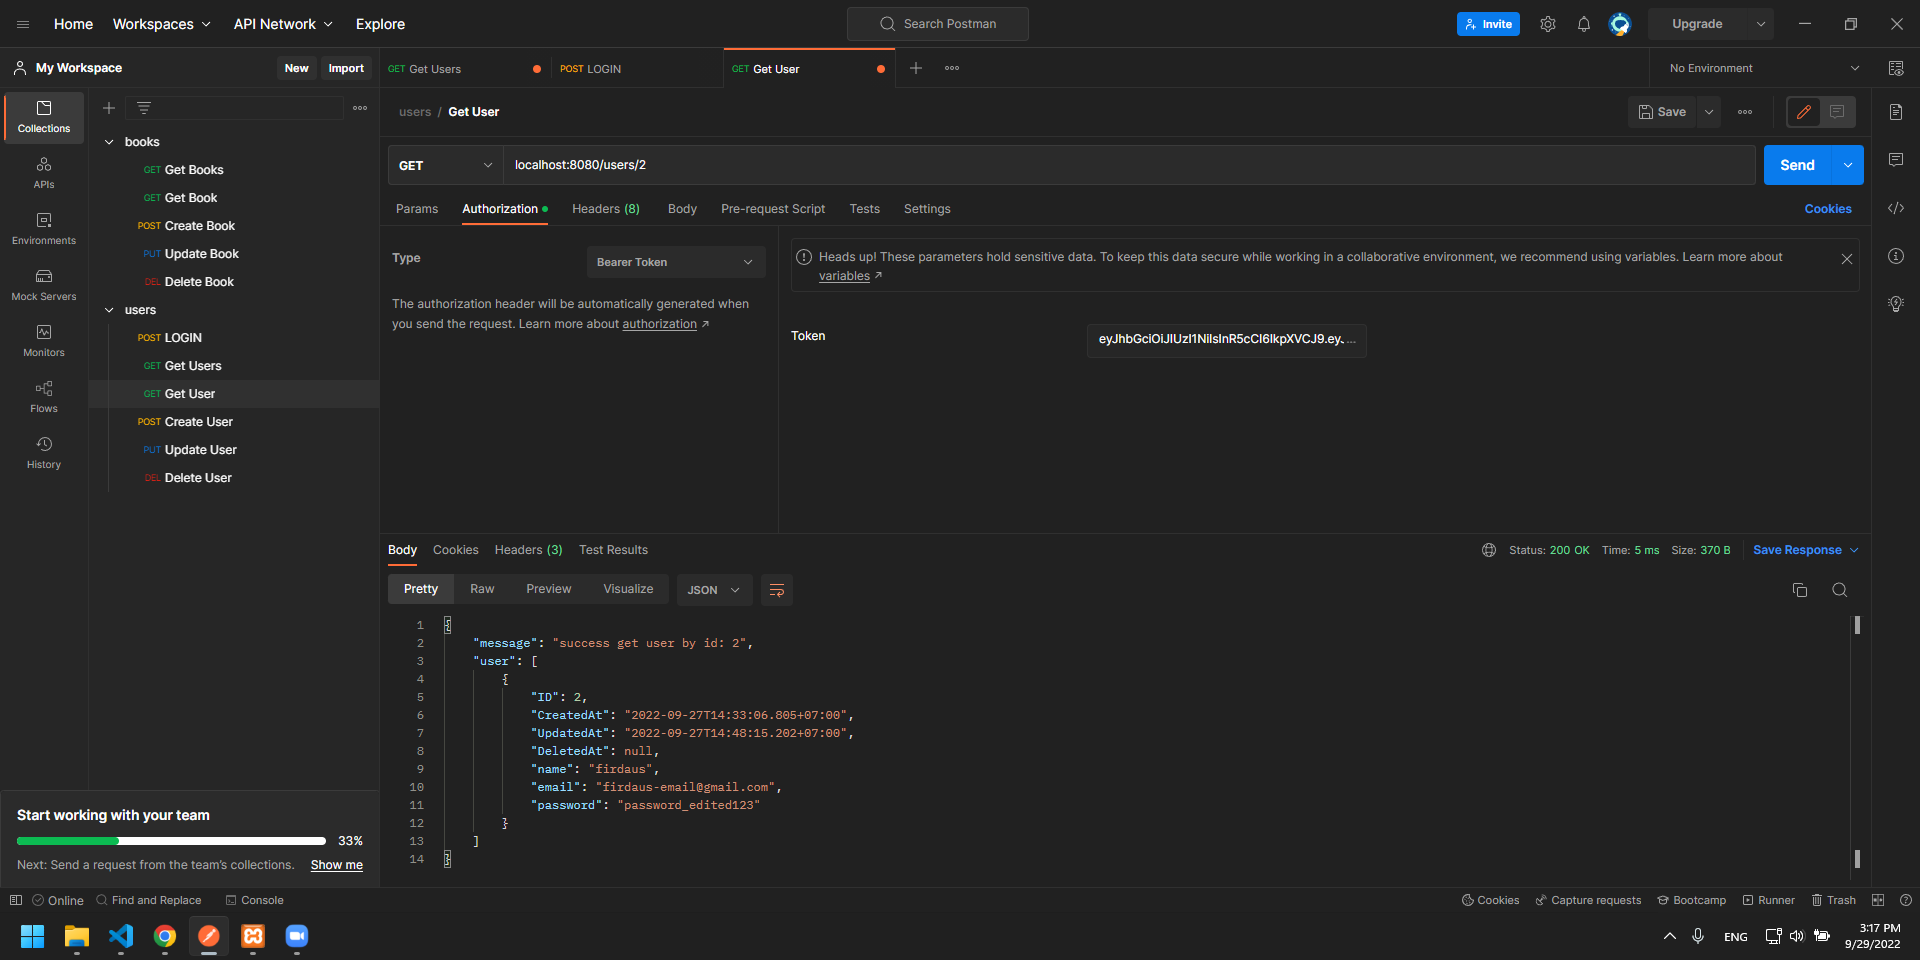 Home Workspaces API Network Explore Search Postman Invite Upgrade
My Workspace New Import GET Get Users POST LOGIN GET Get User No Environment
Collections
APIs
Environments
Mock Servers
Monitors
Flows
History
books
GET Get Books
GET Get Book
POST Create Book
PUT Update Book
DEL Delete Book
users
POST LOGIN
GET Get Users
GET Get User
POST Create User
PUT Update User
DEL Delete User
Start working with your team
33%
Next: Send a request from the team's collections. Show me
users / Get User Save
GET localhost:8080/users/2 Send
Params Authorization Headers (8) Body Pre-request Script Tests Settings Cookies
Type Bearer Token
The authorization header will be automatically generated when
you send the request. Learn more about authorization ↗
Heads up! These parameters hold sensitive data. To keep this data secure while working in a collaborative environment, we recommend using variables. Learn more about
variables ↗
Token eyJhbGciOiJIUzI1NiIsInR5cCI6IkpXVCJ9.ey. ...
Body Cookies Headers (3) Test Results Status: 200 OK Time: 5 ms Size: 370 B Save Response
Pretty Raw Preview Visualize JSON
1 {
2 "message": "success get user by id: 2",
3 "user": [
4 {
5 "ID": 2,
6 "CreatedAt": "2022-09-27T14:33:06.805+07:00",
7 "UpdatedAt": "2022-09-27T14:48:15.202+07:00",
8 "DeletedAt": null,
9 "name": "firdaus",
10 "email": "firdaus-email@gmail.com",
11 "password": "password_edited123"
12 }
13 ]
14 }
Online Find and Replace Console Cookies Capture requests Bootcamp Runner Trash
ENG 3:17 PM
9/29/2022